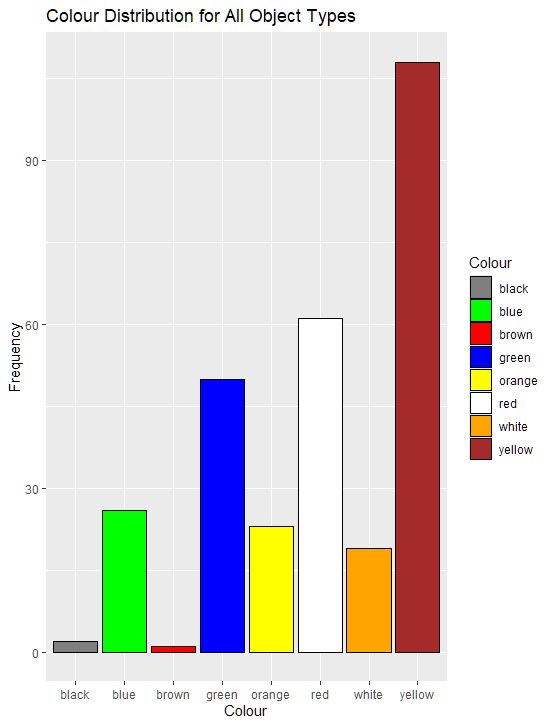 Colour Distribution for All Object Types
Frequency
90
60
30
0
black blue brown green orange red white yellow
Colour
Colour
black
blue
brown
green
orange
red
white
yellow